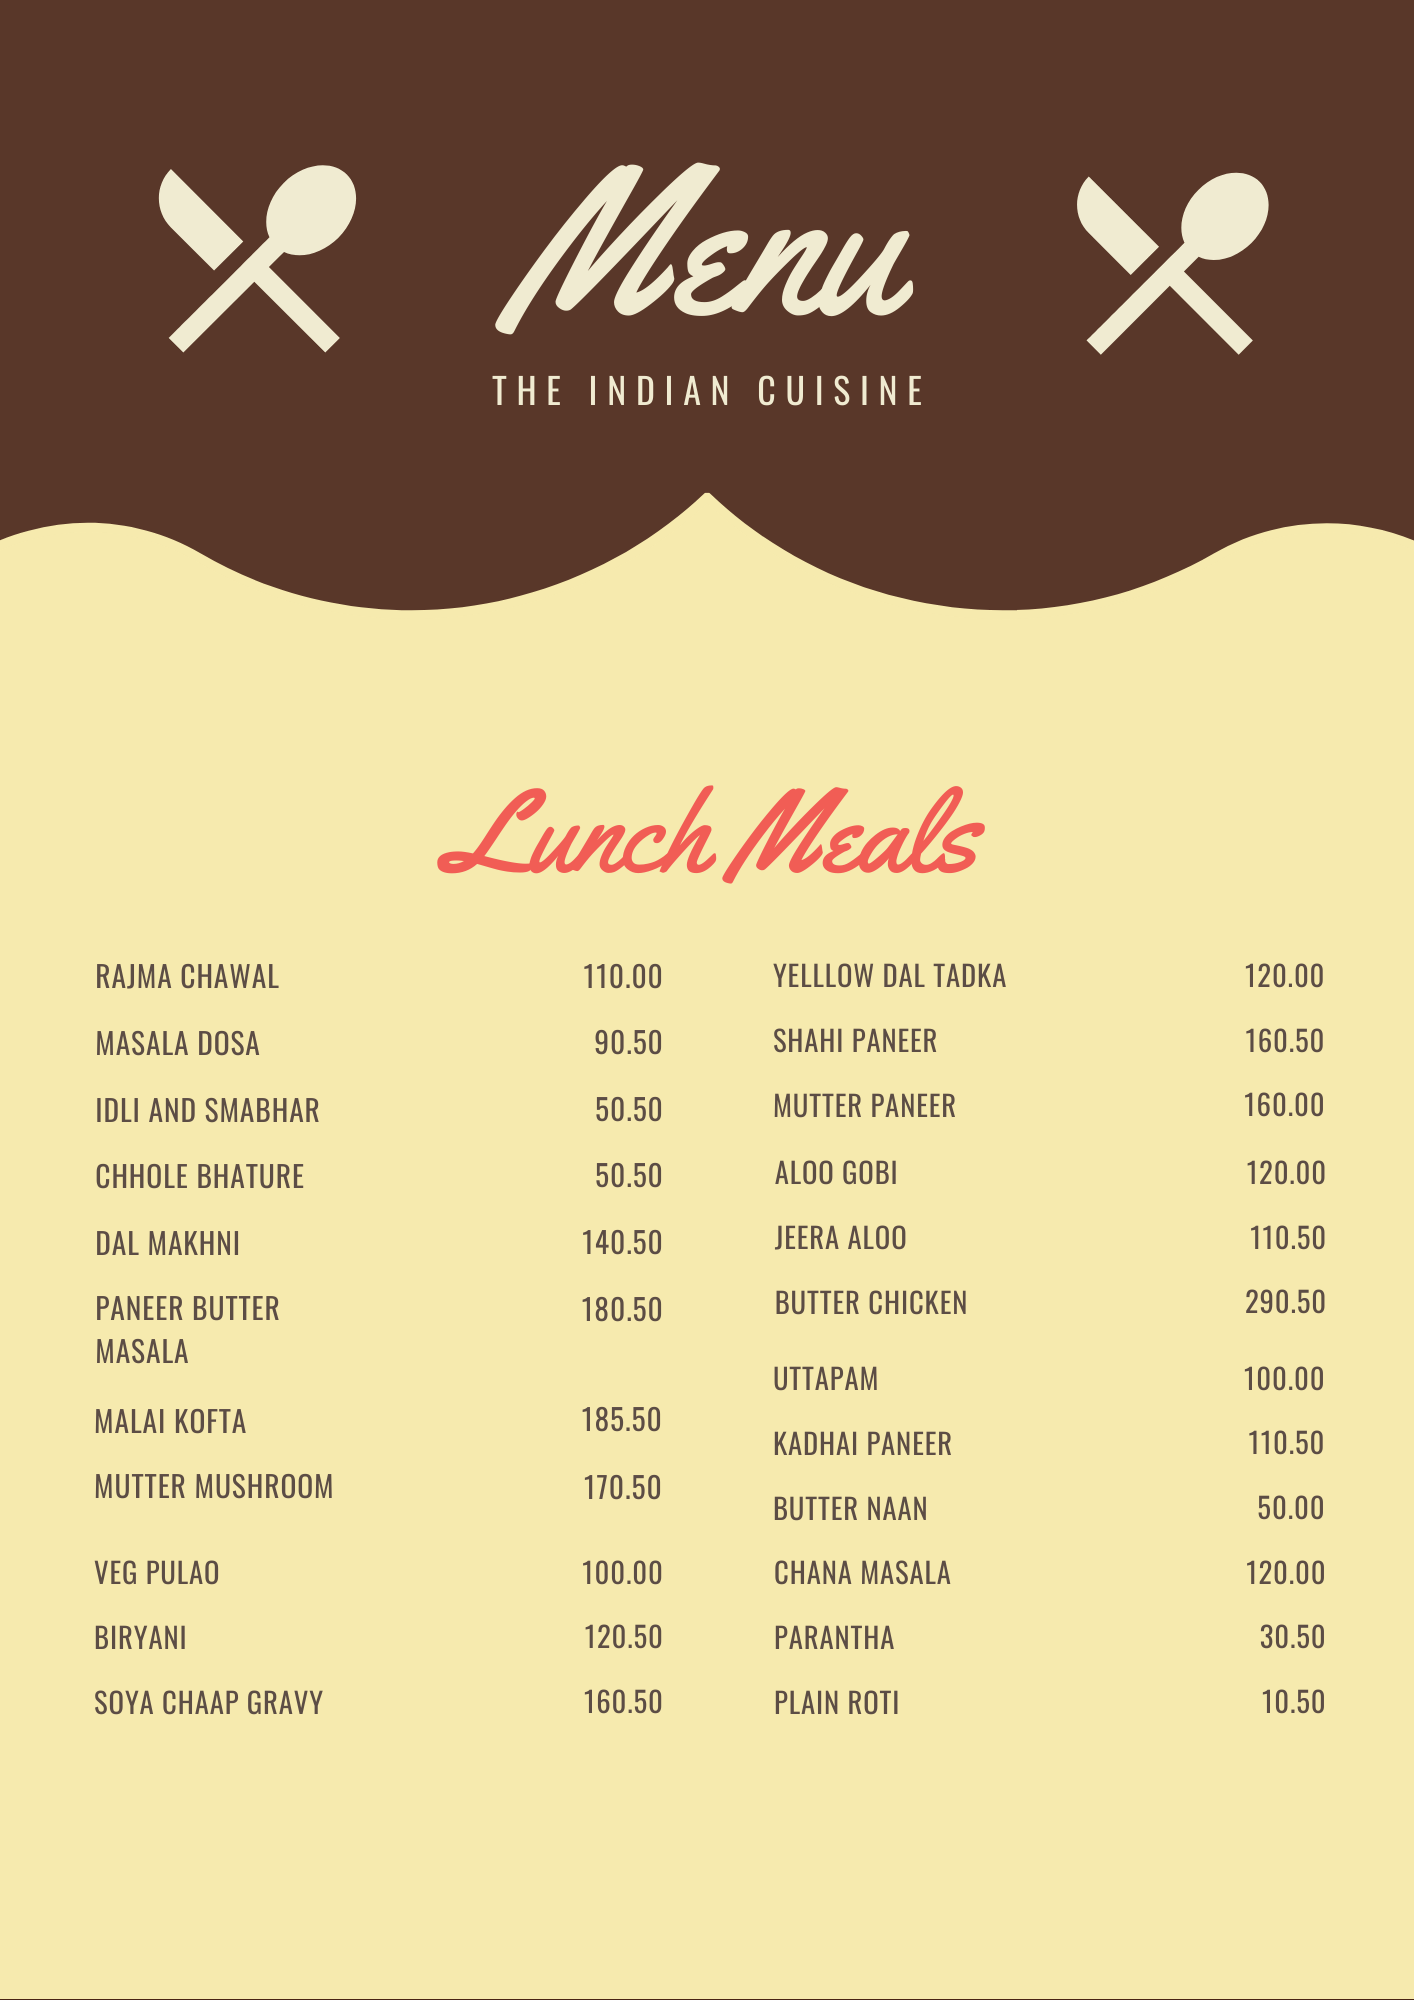 Menu
THE INDIAN CUISINE
Lunch Meals
RAJMA CHAWAL 110.00
MASALA DOSA 90.50
IDLI AND SMABHAR 50.50
CHHOLE BHATURE 50.50
DAL MAKHNI 140.50
PANEER BUTTER 180.50
MASALA
MALAI KOFTA 185.50
MUTTER MUSHROOM 170.50
VEG PULAO 100.00
BIRYANI 120.50
SOYA CHAAP GRAVY 160.50
YELLLOW DAL TADKA 120.00
SHAHI PANEER 160.50
MUTTER PANEER 160.00
ALOO GOBI 120.00
JEERA ALOO 110.50
BUTTER CHICKEN 290.50
UTTAPAM 100.00
KADHAI PANEER 110.50
BUTTER NAAN 50.00
CHANA MASALA 120.00
PARANTHA 30.50
PLAIN ROTI 10.50